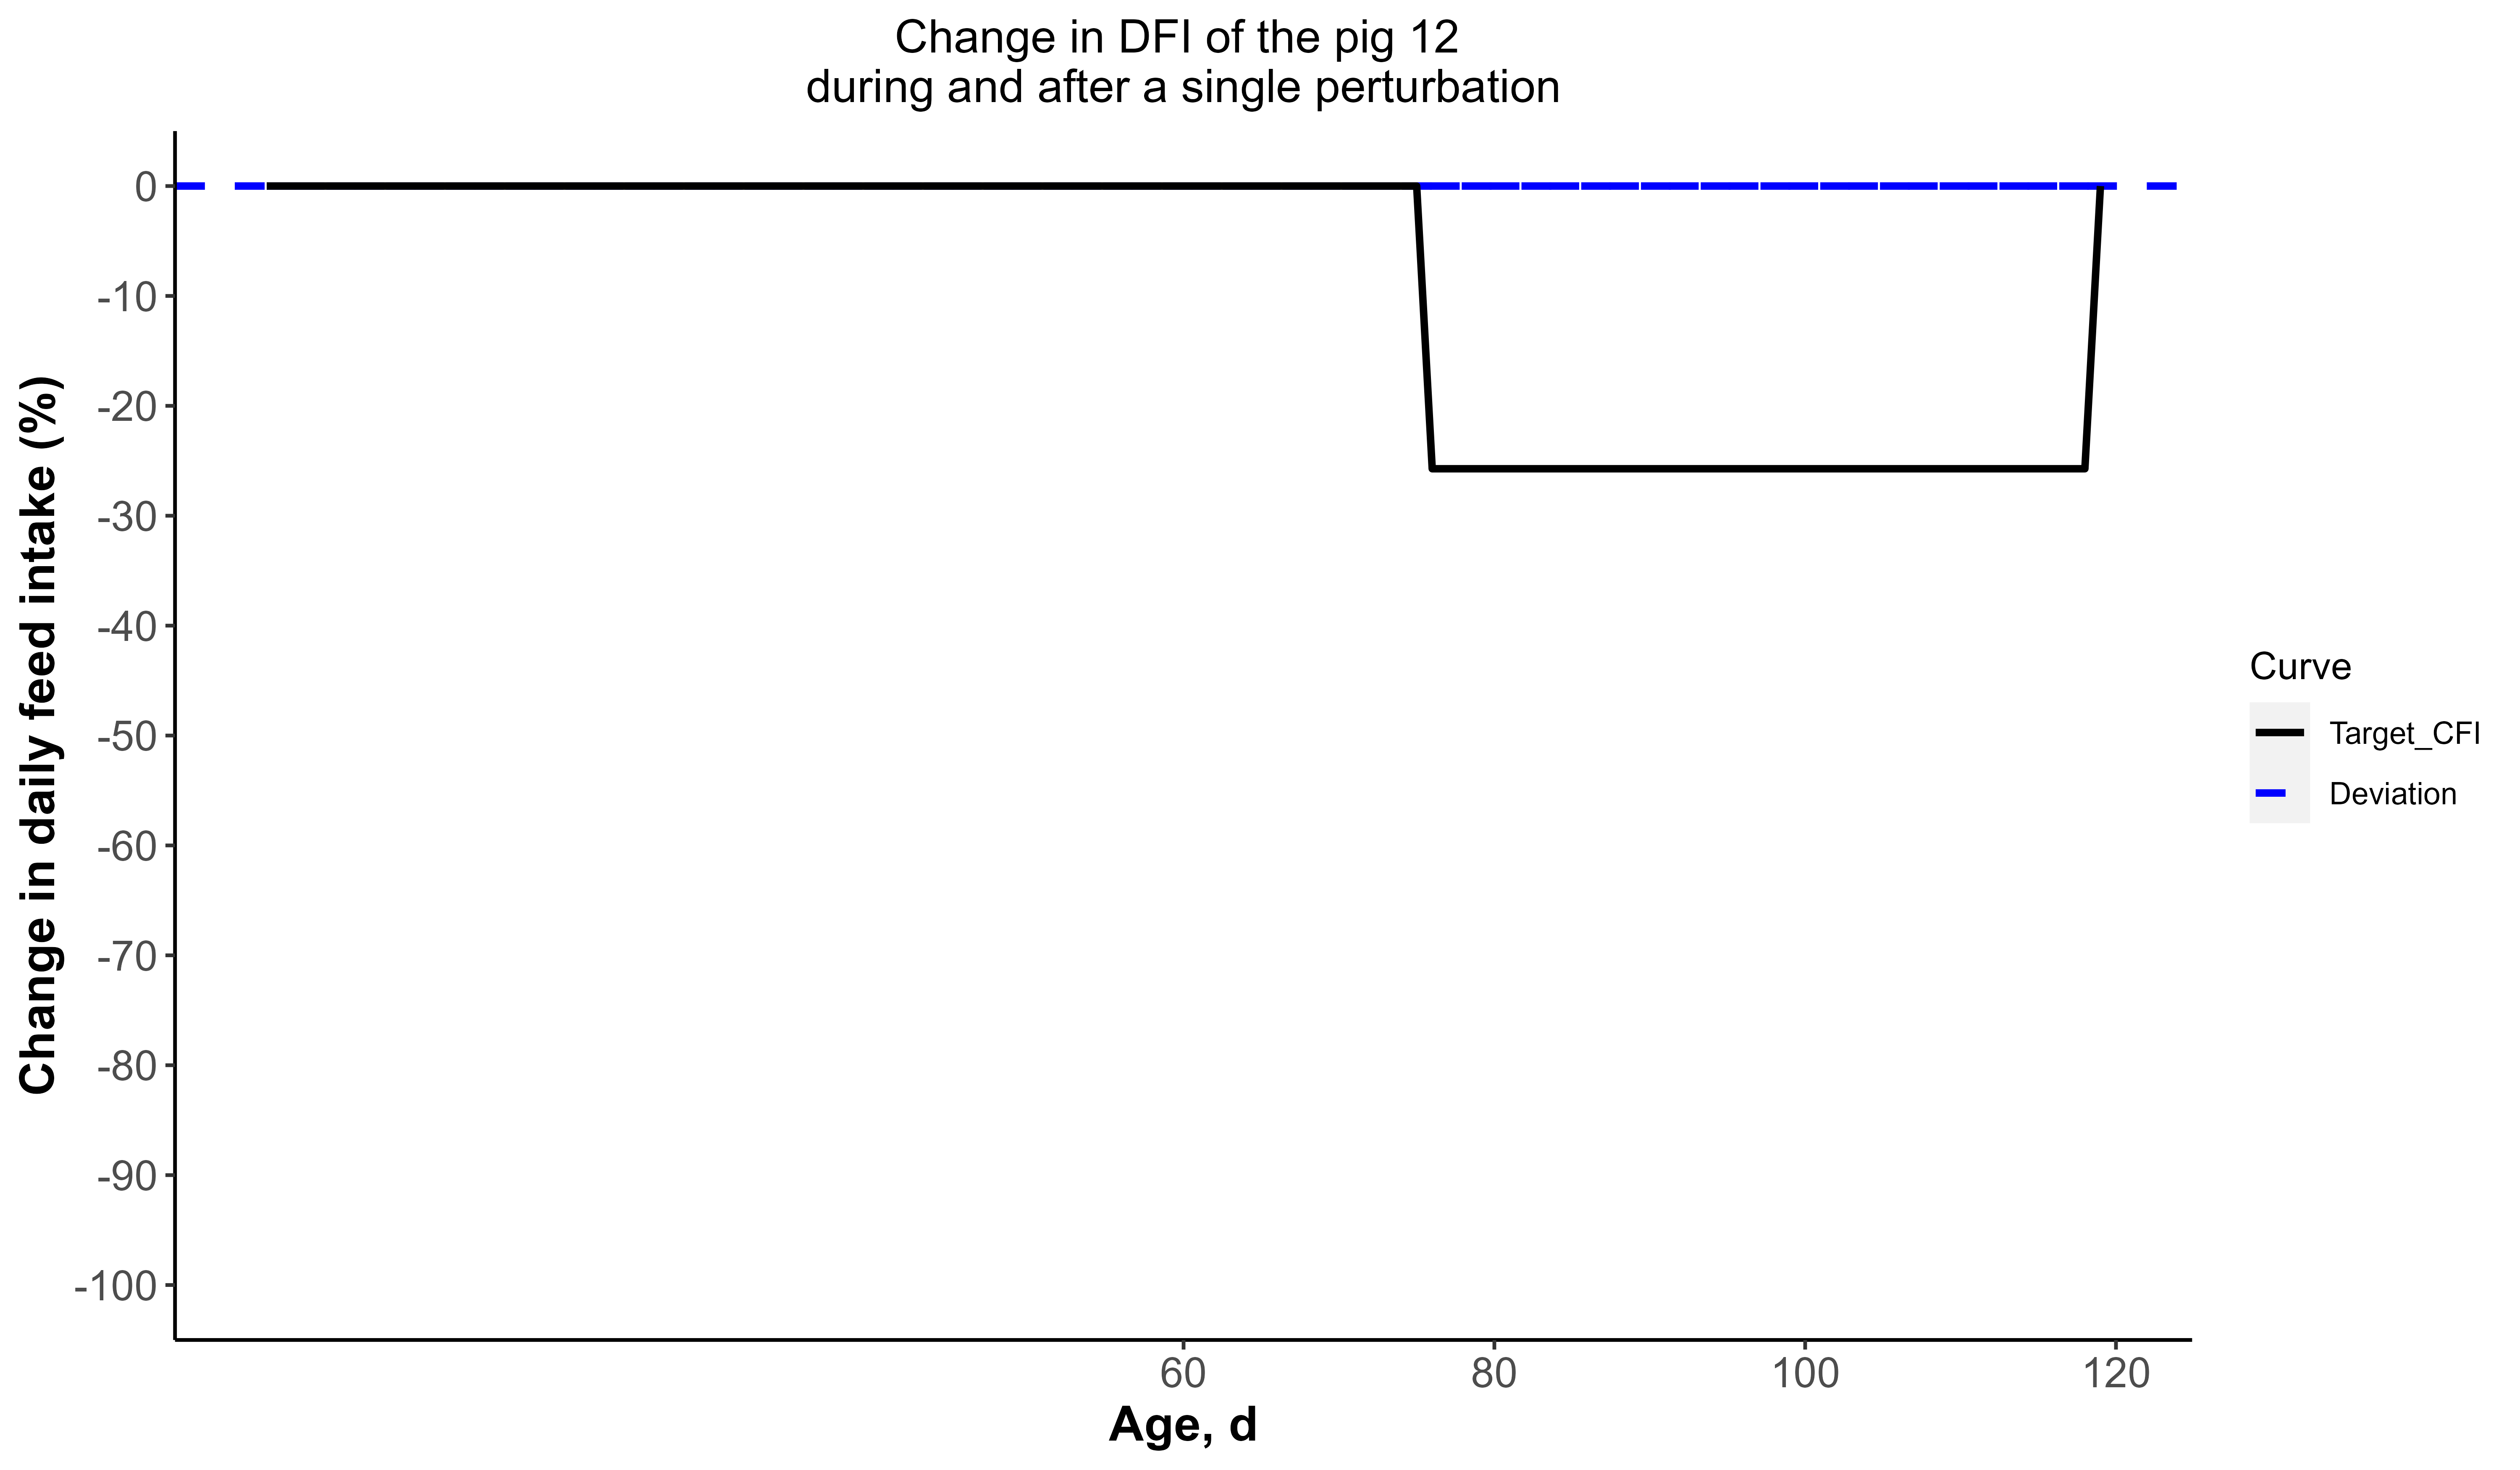 Change in DFI of the pig 12
during and after a single perturbation
Change in daily feed intake (%)
0
-10
-20
-30
-40
-50
-60
-70
-80
-90
-100
60
80
100
120
Age, d
Curve
Target_CFI
Deviation